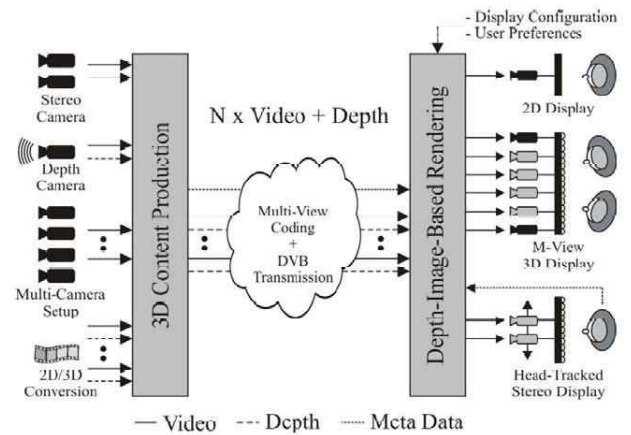 - Display Configuration
- User Preferences
Stereo
Camera
Depth
Camera
Multi-Camera
Setup
2D/3D
Conversion
3D Content Production
N x Video + Depth
Multi-View
Coding
+
DVB
Transmission
Depth-Image-Based Rendering
2D Display
M-View
3D Display
Head-Tracked
Stereo Display
Video
Depth
Meta Data